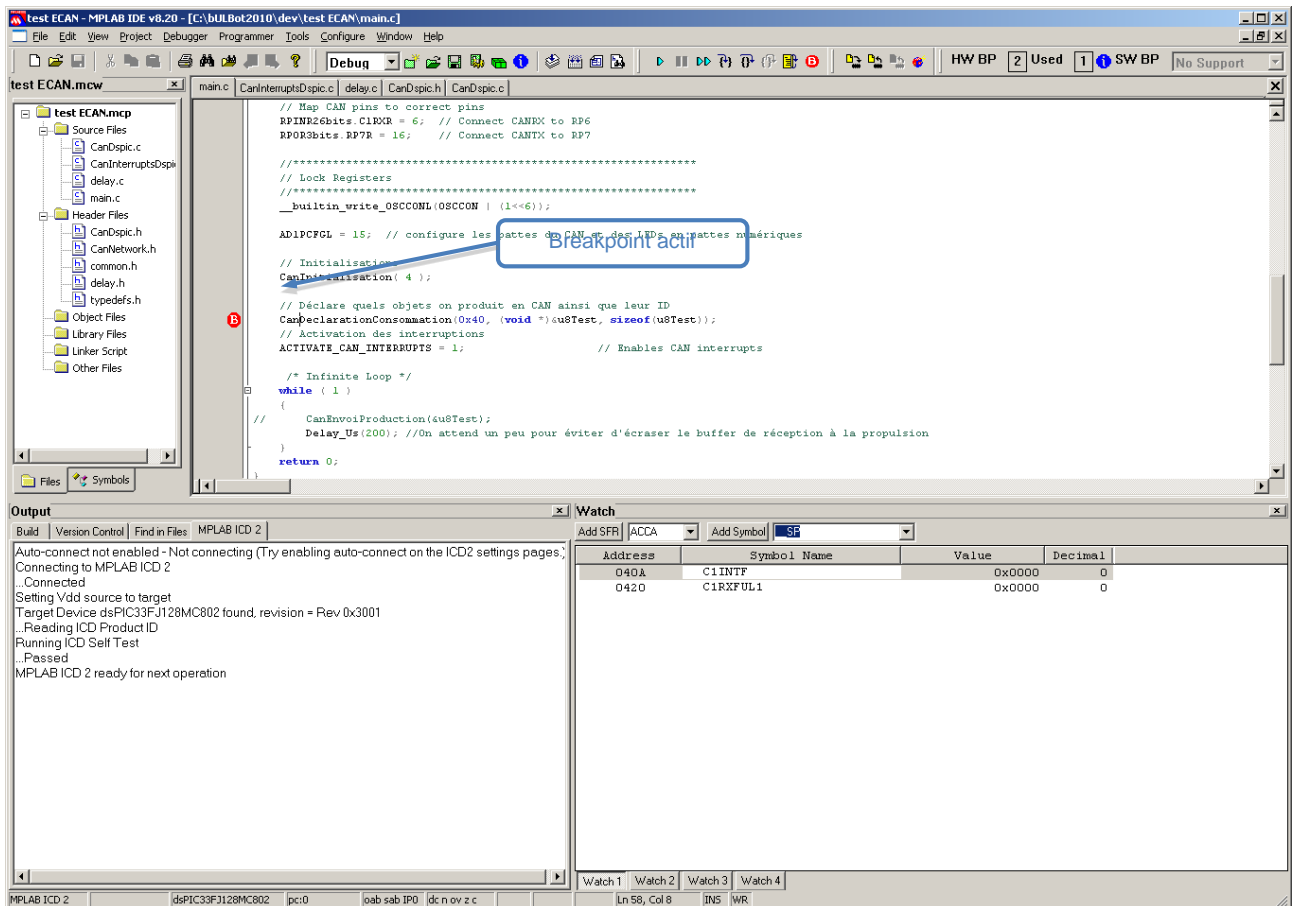 test ECAN - MPLAB IDE v8.20 - [C:\bULBot2010\dev\test ECAN\main.c]
File Edit View Project Debugger Programmer Tools Configure Window Help
Debug HW BP 2 Used 1 SW BP No Support
test ECAN.mcw
main.c CanInterruptsDspic.c delay.c CanDspic.h CanDspic.c
test ECAN.mcp
Source Files
CanDspic.c
CanInterruptsDspi
delay.c
main.c
Header Files
CanDspic.h
CanNetwork.h
common.h
delay.h
typedefs.h
Object Files
Library Files
Linker Script
Other Files
Files Symbols
// Map CAN pins to correct pins
RPINR26bits.C1RXR = 6; // Connect CANRX to RP6
RPOR3bits.RP7R = 16; // Connect CANTX to RP7
//*************************************************************
// Lock Registers
//*************************************************************
__builtin_write_OSCCONL(OSCCON | (1<<6));
AD1PCFGL = 15; // configure les pattes du CAN et des LEDs en pattes numériques
Breakpoint actif
// Initialisations
CanInitialisation( 4 );
// Déclare quels objets on produit en CAN ainsi que leur ID
B
CanDeclarationConsommation(0x40, (void *)&u8Test, sizeof(u8Test));
// Activation des interruptions
ACTIVATE_CAN_INTERRUPTS = 1; // Enables CAN interrupts
/* Infinite Loop */
while ( 1 )
{
// CanEnvoiProduction(&u8Test);
Delay_Us(200); //On attend un peu pour éviter d'écraser le buffer de réception à la propulsion
}
return 0;
}
Output
Build Version Control Find in Files MPLAB ICD 2
Auto-connect not enabled - Not connecting (Try enabling auto-connect on the ICD2 settings pages.)
Connecting to MPLAB ICD 2
...Connected
Setting Vdd source to target
Target Device dsPIC33FJ128MC802 found, revision = Rev 0x3001
...Reading ICD Product ID
Running ICD Self Test
...Passed
MPLAB ICD 2 ready for next operation
Watch
Add SFR ACCA Add Symbol _SP
Address Symbol Name Value Decimal
040A C1INTF 0x0000 0
0420 C1RXFUL1 0x0000 0
Watch 1 Watch 2 Watch 3 Watch 4
MPLAB ICD 2 dsPIC33FJ128MC802 pc:0 oab sab IP0 dc n ov z c Ln 58, Col 8 INS WR